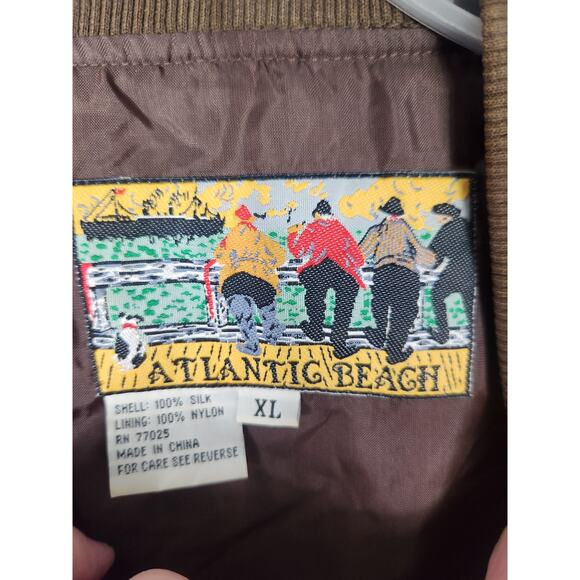 ATLANTIC BEACH
XL
SHELL: 100% SILK
LINING: 100% NYLON
RN 77025
MADE IN CHINA
FOR CARE SEE REVERSE